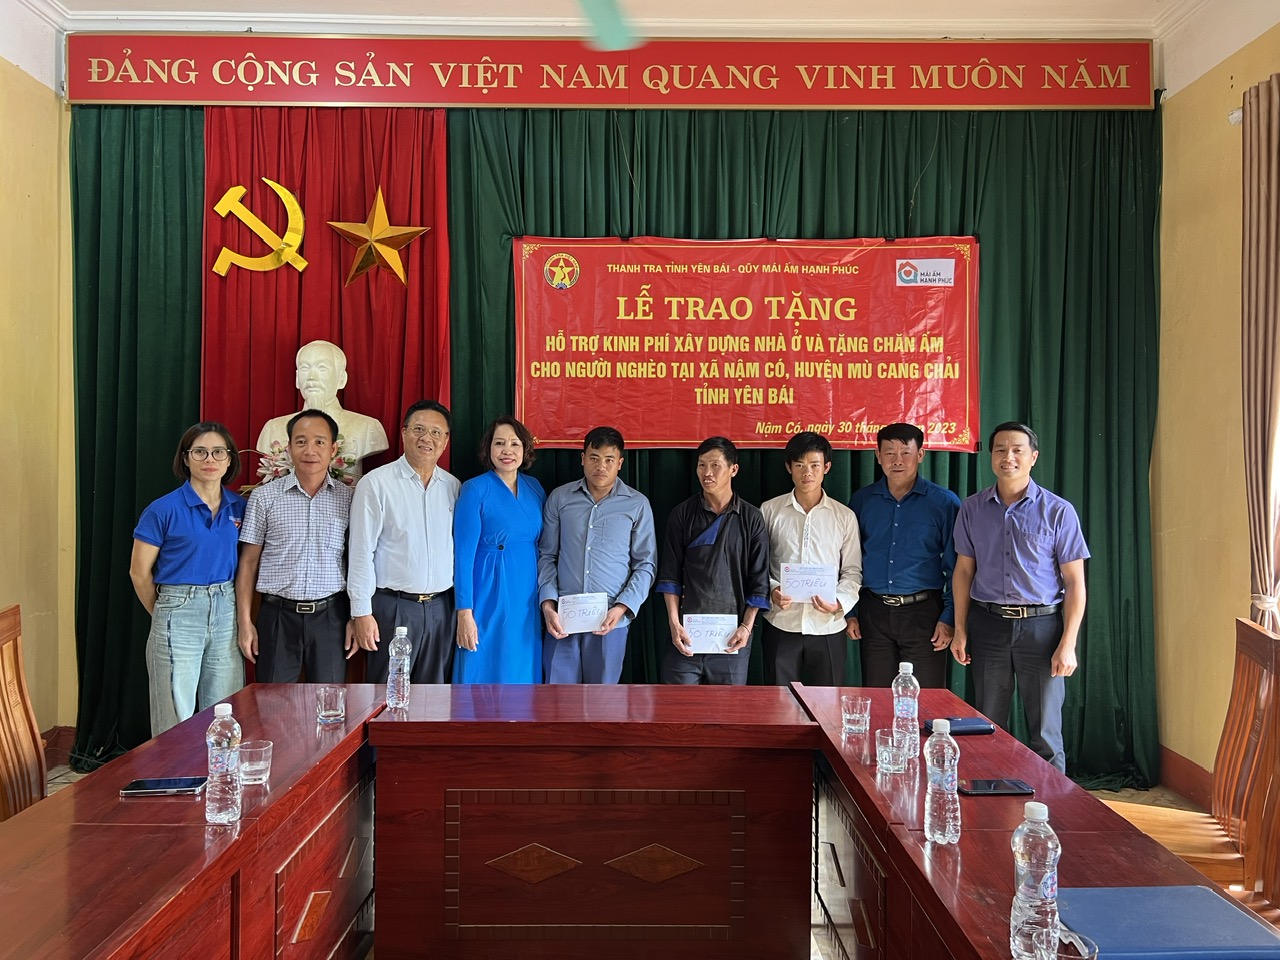 ĐẢNG CỘNG SẢN VIỆT NAM QUANG VINH MUÔN NĂM
THANH TRA TỈNH YÊN BÁI - QŨY MÁI ẤM HẠNH PHÚC
MÁI ẤM
HẠNH PHÚC
LỄ TRAO TẶNG
HỖ TRỢ KINH PHÍ XÂY DỰNG NHÀ Ở VÀ TẶNG CHĂN ẤM
CHO NGƯỜI NGHÈO TẠI XÃ NẬM CÓ, HUYỆN MÙ CANG CHẢI
TỈNH YÊN BÁI
Nậm Có, ngày 30 2023
50 TRIỆU
50 TRIỆU
50 TRIỆU